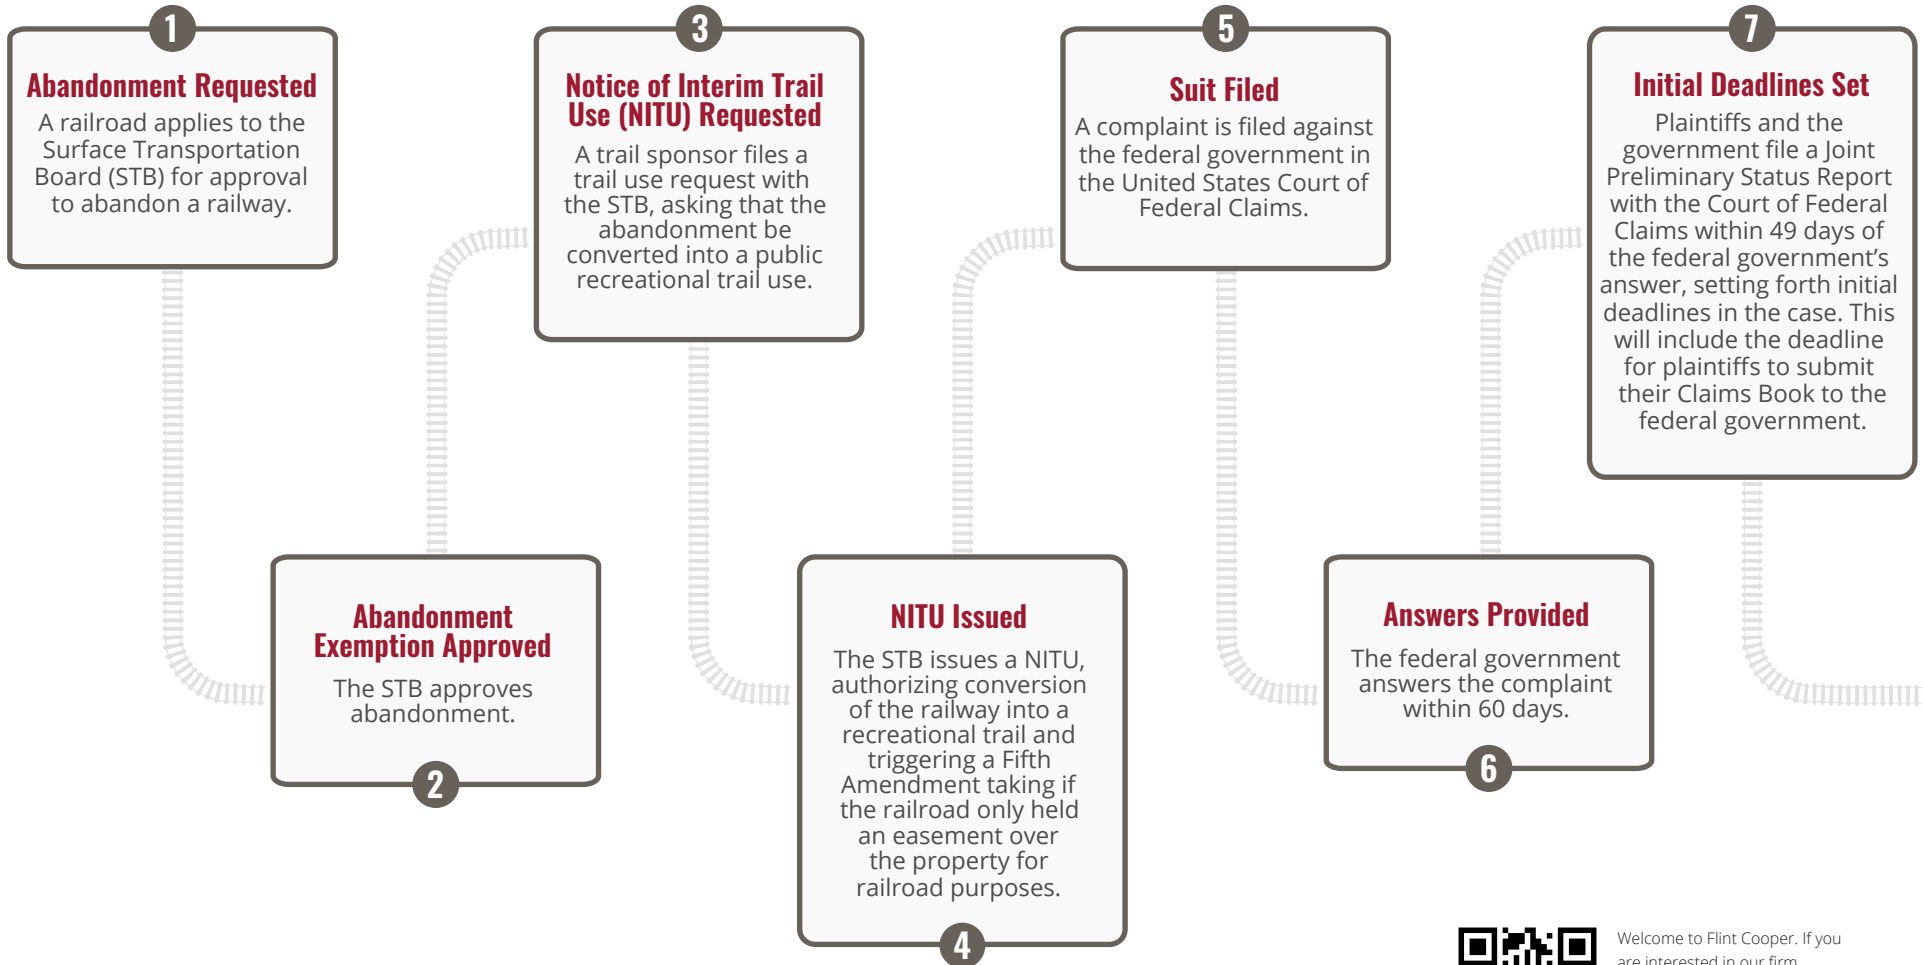 1
Abandonment Requested
A railroad applies to the
Surface Transportation
Board (STB) for approval
to abandon a railway.
Abandonment
Exemption Approved
The STB approves
abandonment.
2
3
Notice of Interim Trail
Use (NITU) Requested
A trail sponsor files a
trail use request with
the STB, asking that the
abandonment be
converted into a public
recreational trail use.
NITU Issued
The STB issues a NITU,
authorizing conversion
of the railway into a
recreational trail and
triggering a Fifth
Amendment taking if
the railroad only held
an easement over
the property for
railroad purposes.
4
5
Suit Filed
A complaint is filed against
the federal government in
the United States Court of
Federal Claims.
Answers Provided
The federal government
answers the complaint
within 60 days.
6
7
Initial Deadlines Set
Plaintiffs and the
government file a Joint
Preliminary Status Report
with the Court of Federal
Claims within 49 days of
the federal government's
answer, setting forth initial
deadlines in the case. This
will include the deadline
for plaintiffs to submit
their Claims Book to the
federal government.
Welcome to Flint Cooper. If you
are interested in our firm